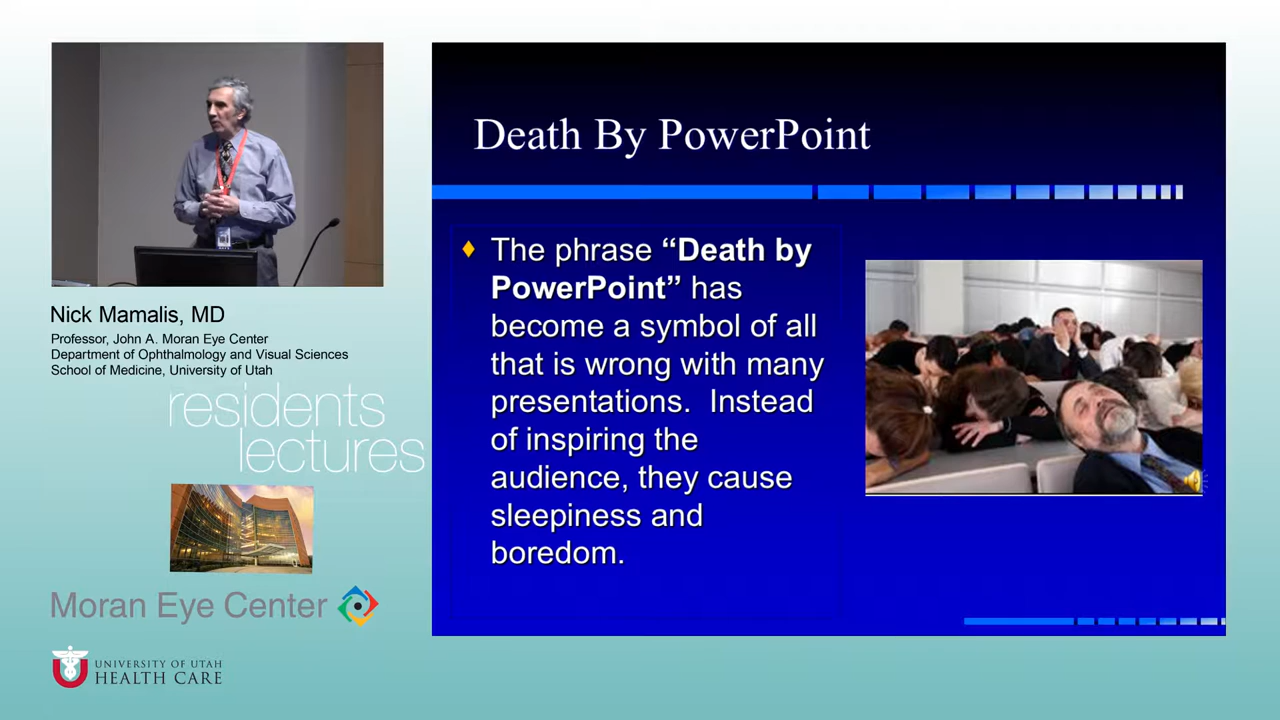 Death By PowerPoint
The phrase “Death by
PowerPoint” has
become a symbol of all
that is wrong with many
presentations.  Instead
of inspiring the
audience, they cause
sleepiness and
boredom.
Nick Mamalis, MD
Professor, John A. Moran Eye Center
Department of Ophthalmology and Visual Sciences
School of Medicine, University of Utah
residents
lectures
Moran Eye Center
UNIVERSITY OF UTAH
HEALTH CARE